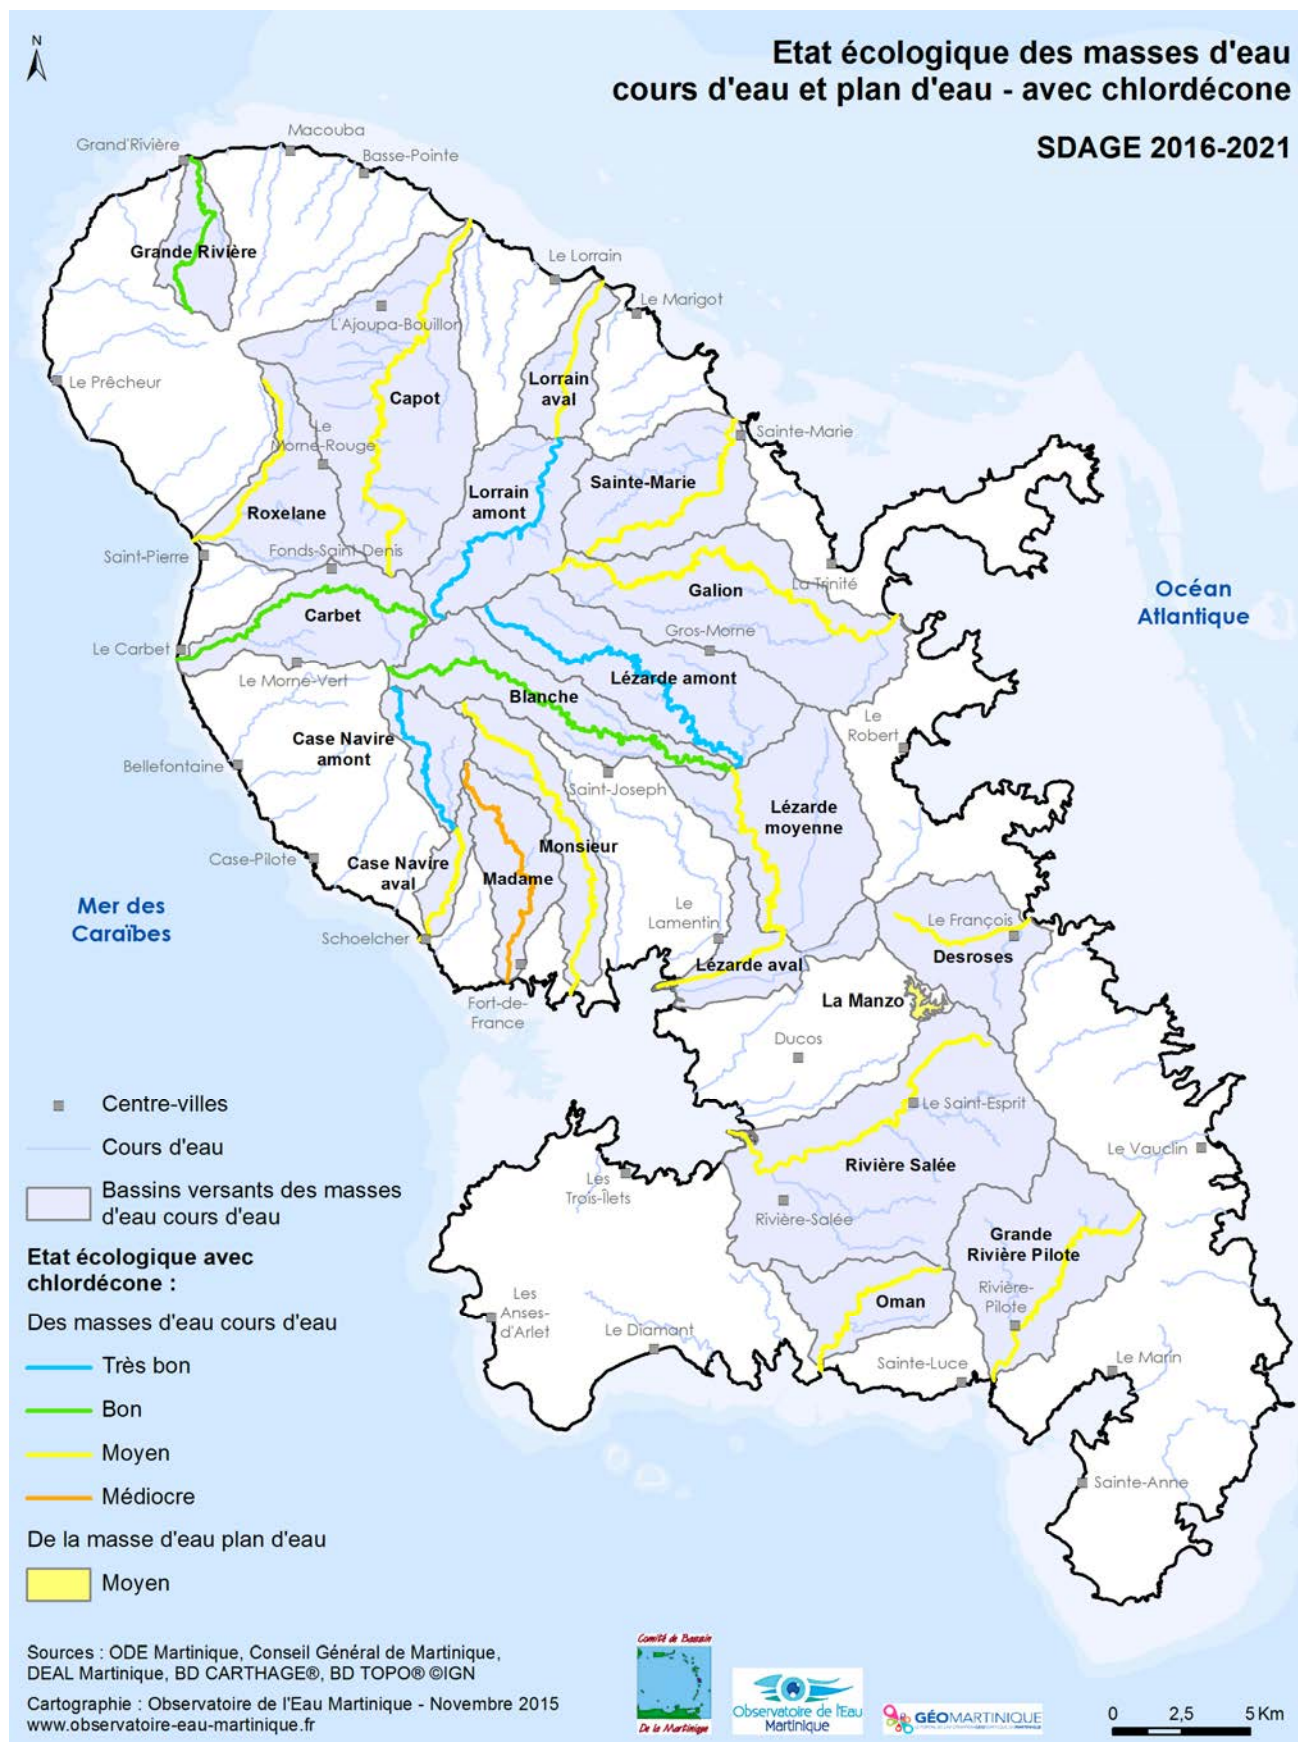 N
Etat écologique des masses d'eau
cours d'eau et plan d'eau - avec chlordécone
SDAGE 2016-2021
Macouba
Grand'Rivière
Basse-Pointe
Grande Rivière
Le Lorrain
Le Marigot
L'Ajoupa-Bouillon
Le Prêcheur
Lorrain
aval
Capot
Le
Morne-Rouge
Sainte-Marie
Sainte-Marie
Lorrain
amont
Roxelane
Saint-Pierre
Fonds-Saint-Denis
La Trinité
Galion
Océan
Atlantique
Carbet
Gros-Morne
Le Carbet
Le Morne-Vert
Lézarde amont
Blanche
Le
Robert
Case Navire
amont
Bellefontaine
Saint-Joseph
Lézarde
moyenne
Monsieur
Case-Pilote
Case Navire
aval
Madame
Mer des
Caraïbes
Le
Lamentin
Le François
Schoelcher
Desroses
Lézarde aval
La Manzo
Fort-de-
France
Ducos
Le Saint-Esprit
Le Vauclin
Rivière Salée
Les
Trois-Îlets
Rivière-Salée
Grande
Rivière Pilote
Rivière-
Pilote
Oman
Les
Anses-
d'Arlet
Le Diamant
Sainte-Luce
Le Marin
Sainte-Anne
Centre-villes
Cours d'eau
Bassins versants des masses
d'eau cours d'eau
Etat écologique avec
chlordécone :
Des masses d'eau cours d'eau
Très bon
Bon
Moyen
Médiocre
De la masse d'eau plan d'eau
Moyen
Sources : ODE Martinique, Conseil Général de Martinique,
DEAL Martinique, BD CARTHAGE®, BD TOPO® ©IGN
Cartographie : Observatoire de l'Eau Martinique - Novembre 2015
www.observatoire-eau-martinique.fr
Comité de Bassin
De la Martinique
Observatoire de l'Eau
Martinique
GÉOMARTINIQUE
0 2,5 5 Km